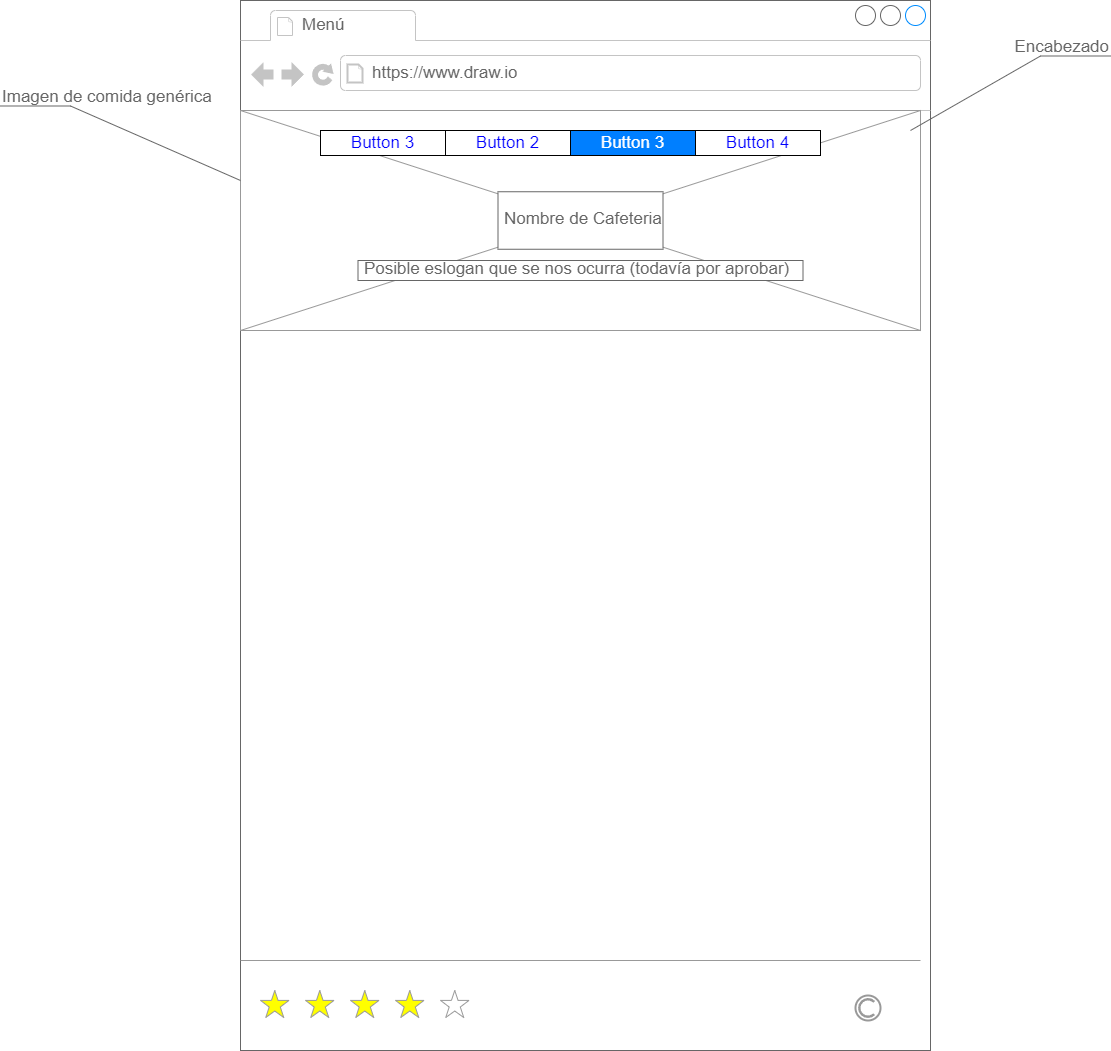 Menú
https://www.draw.io
Encabezado
Imagen de comida genérica
Button 3
Button 2
Button 3
Button 4
Nombre de Cafeteria
Posible eslogan que se nos ocurra (todavía por aprobar)
©